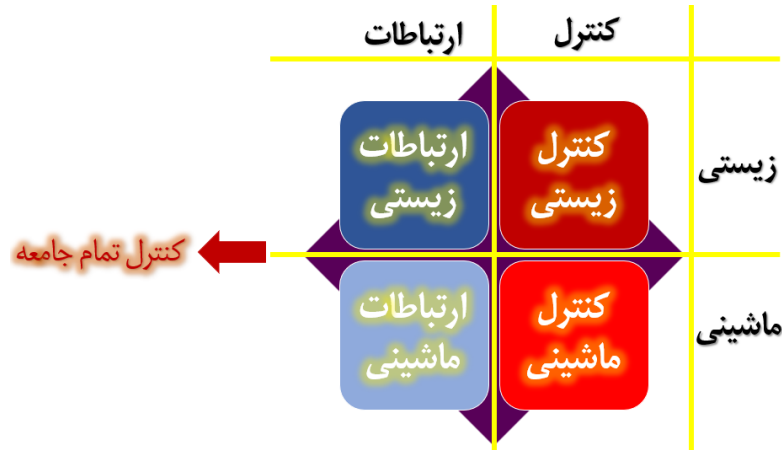 کنترل
ارتباطات
زیستی
کنترل
زیستی
ارتباطات
زیستی
کنترل تمام جامعه
ماشینی
کنترل
ماشینی
ارتباطات
ماشینی